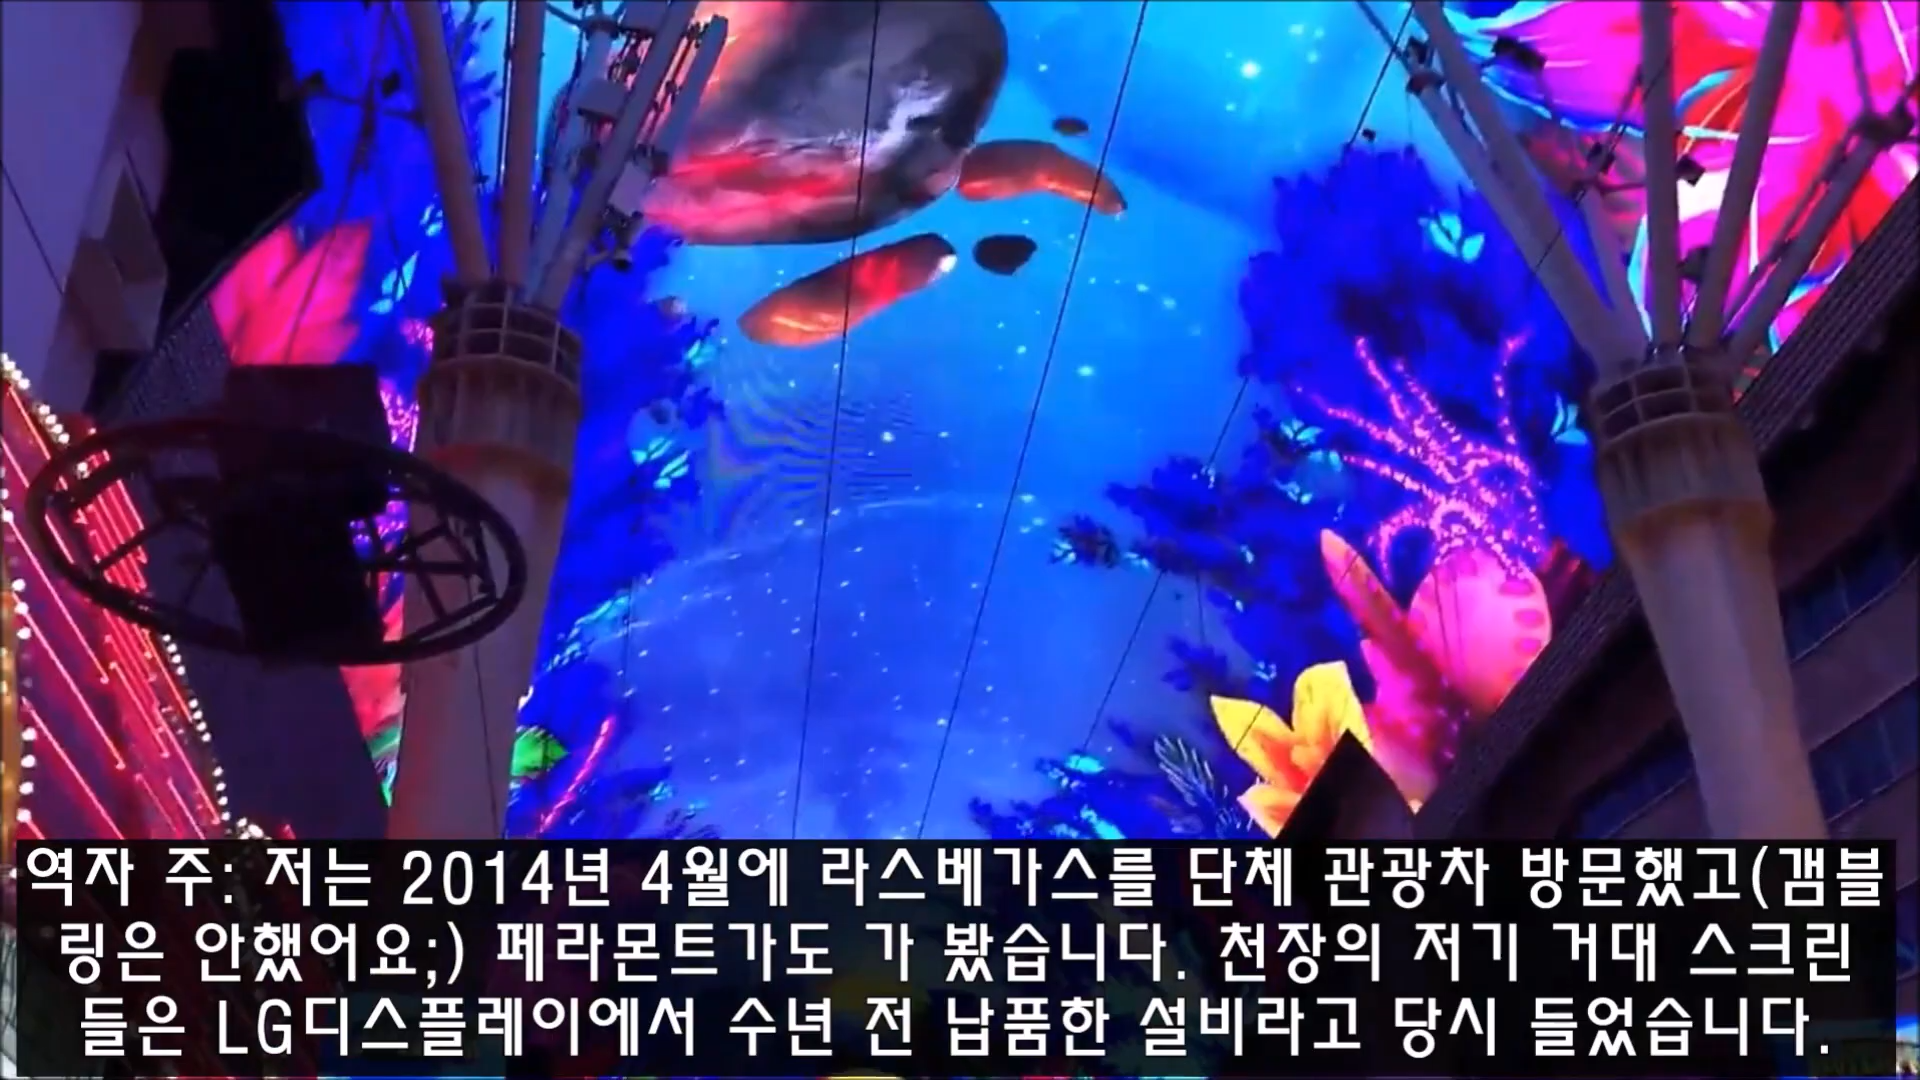 역자 주: 저는 2014년 4월에 라스베가스를 단체 관광차 방문했고(갬블
링은 안했어요;) 페라몬트가도 가 봤습니다. 천장의 저기 거대 스크린
들은 LG디스플레이에서 수년 전 납품한 설비라고 당시 들었습니다.